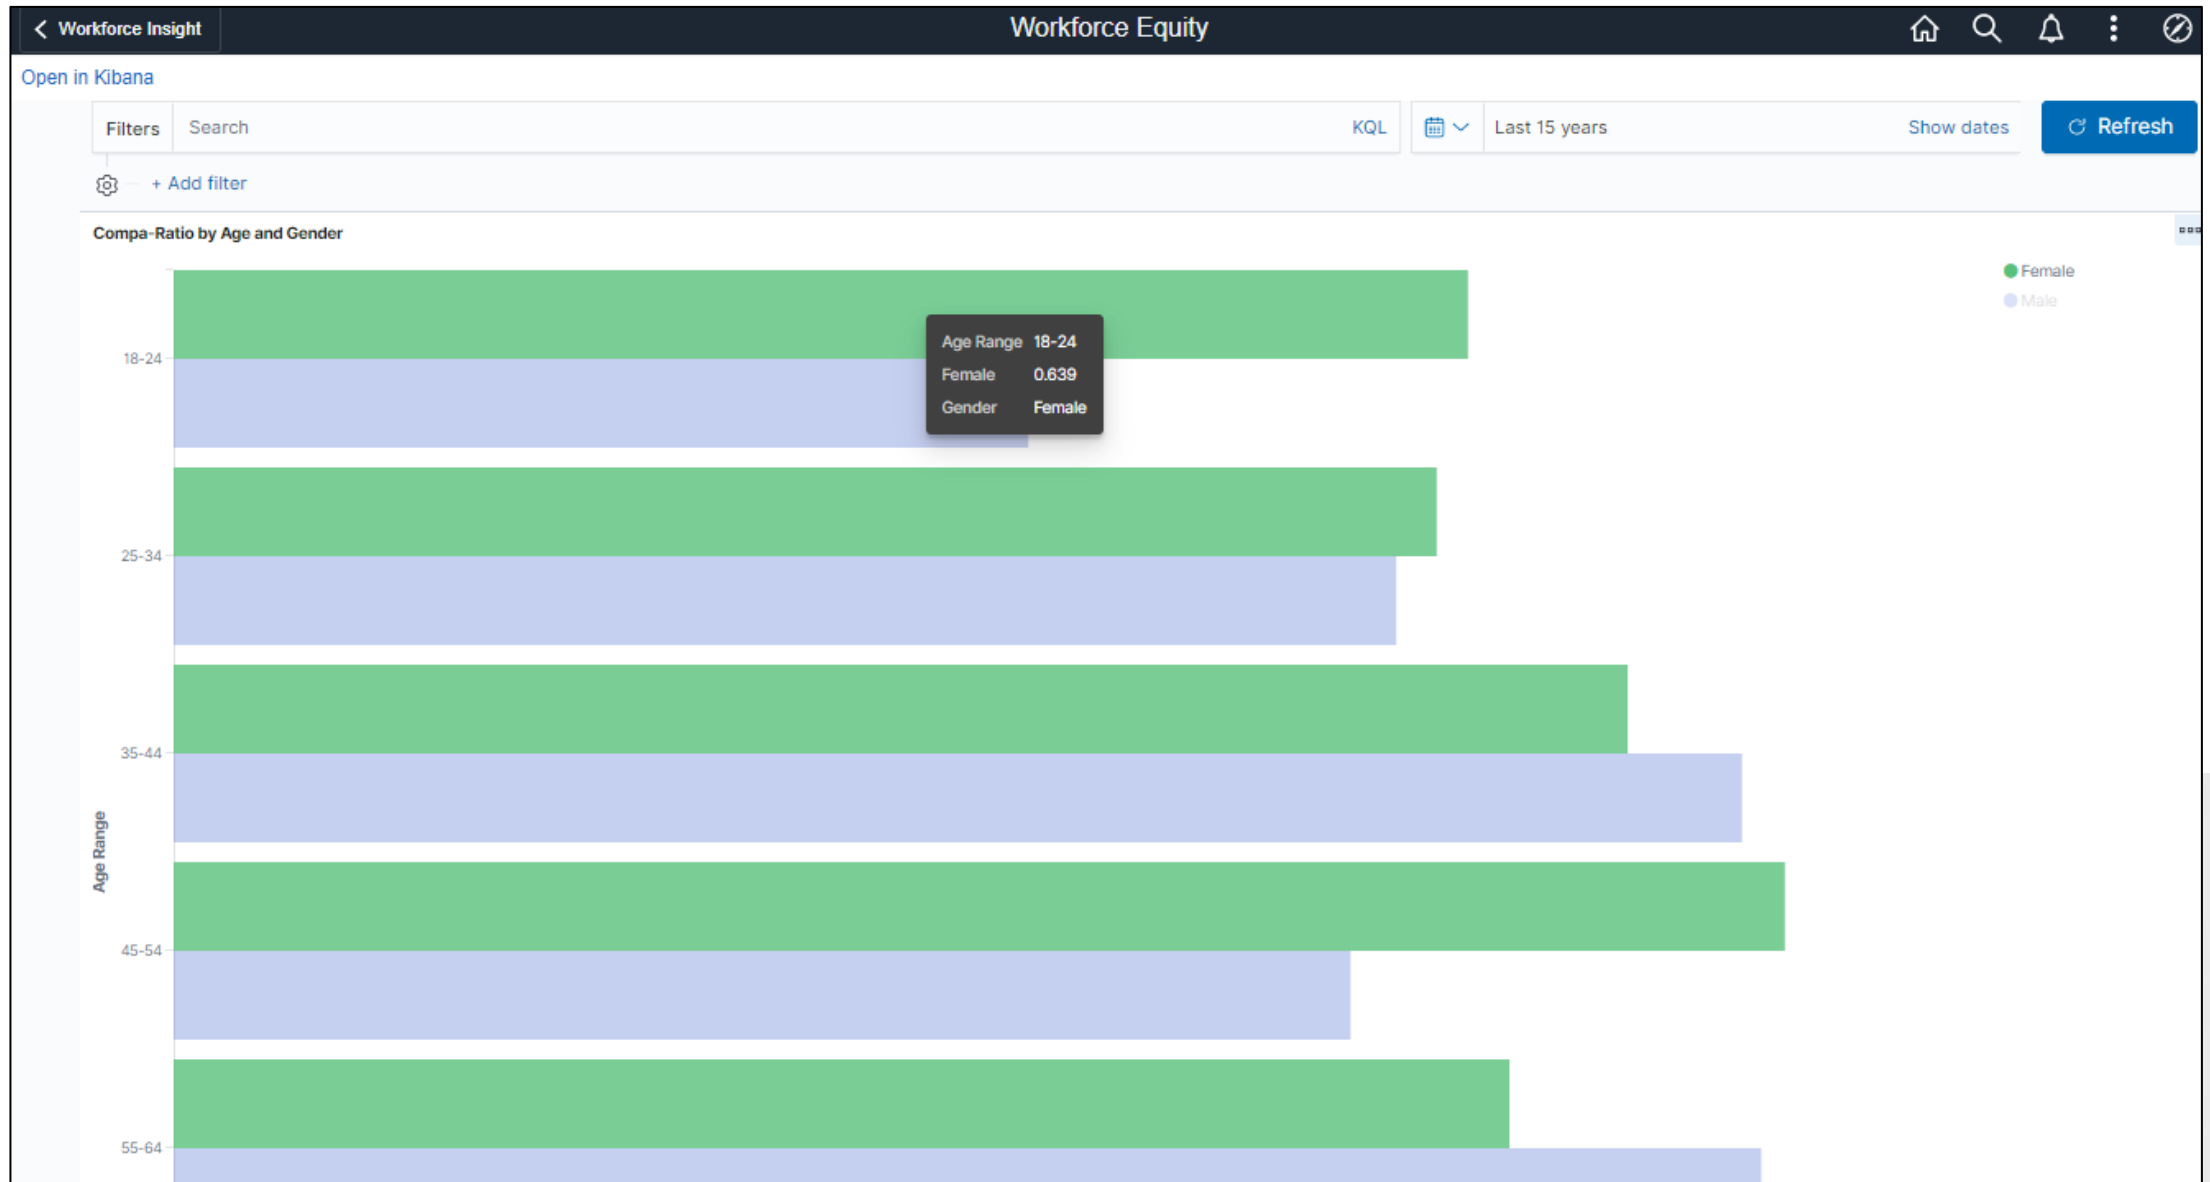 Workforce Insight
Workforce Equity
Open in Kibana
Filters Search KQL Last 15 years Show dates Refresh
+ Add filter
Compa-Ratio by Age and Gender
Female
Male
Age Range 18-24
Female 0.639
Gender Female
18-24
25-34
35-44
Age Range
45-54
55-64